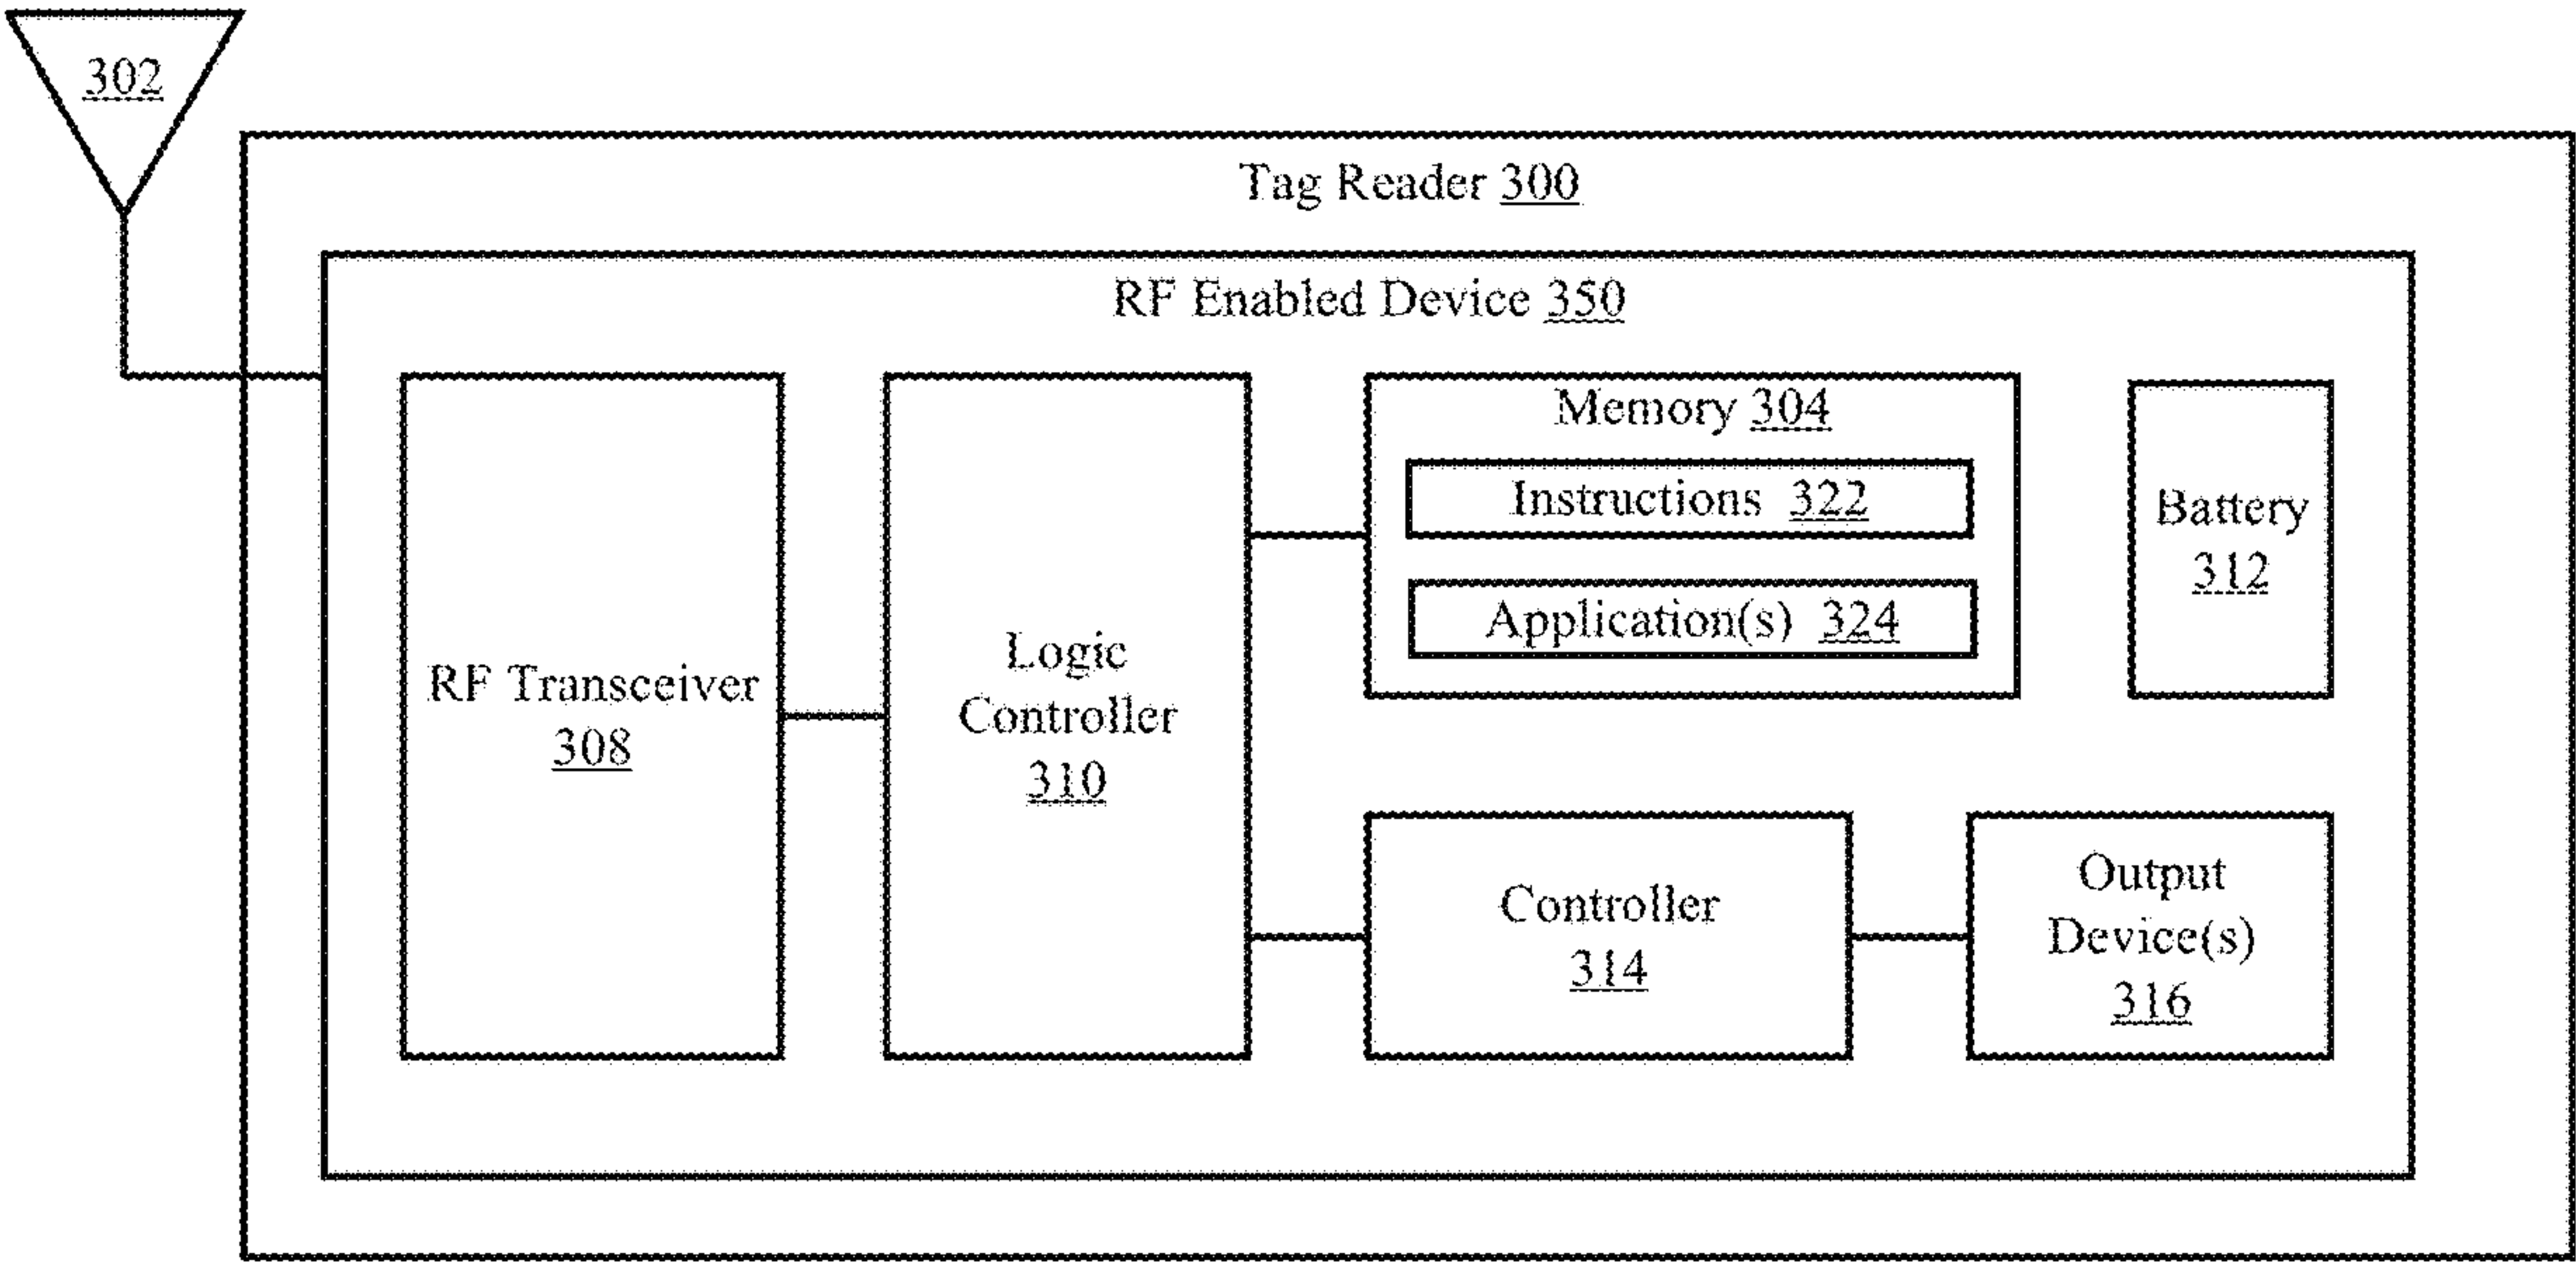 302
Tag Reader 300
RF Enabled Device 350
RF Transceiver
308
Logic
Controller
310
Memory 304
Instructions 322
Application(s) 324
Battery
312
Controller
314
Output
Device(s)
316